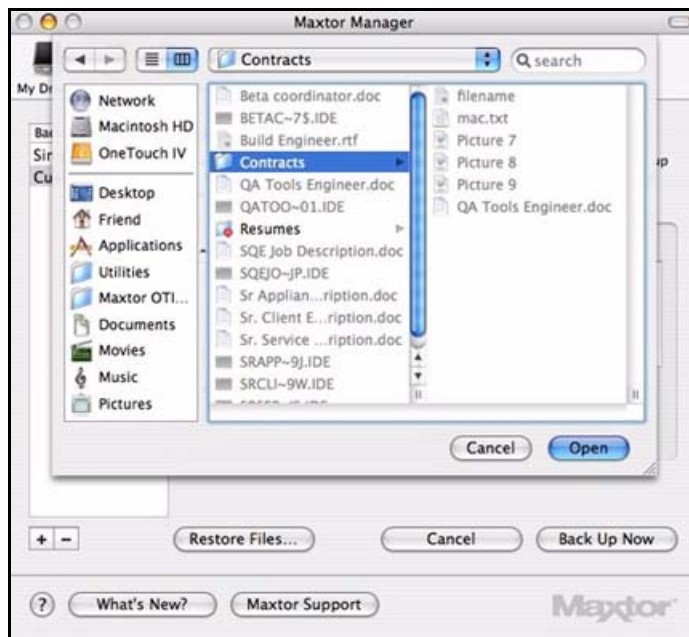 Maxtor Manager
Contracts
search
My Dr
Network
Macintosh HD
OneTouch IV
Desktop
Friend
Applications
Utilities
Maxtor OTI...
Documents
Movies
Music
Pictures
Beta coordinator.doc
BETAC~7$.IDE
Build Engineer.rtf
Contracts
QA Tools Engineer.doc
QATOO~01.IDE
Resumes
SQE Job Description.doc
SQEJO~JP.IDE
Sr Applian...ription.doc
Sr. Client E...ription.doc
Sr. Service ...ription.doc
SRAPP~9J.IDE
SRCLI~9W.IDE
filename
mac.txt
Picture 7
Picture 8
Picture 9
QA Tools Engineer.doc
Ba
Sir
Cu
up
Cancel
Open
+ −
Restore Files...
Cancel
Back Up Now
?
What's New?
Maxtor Support
Maxtor